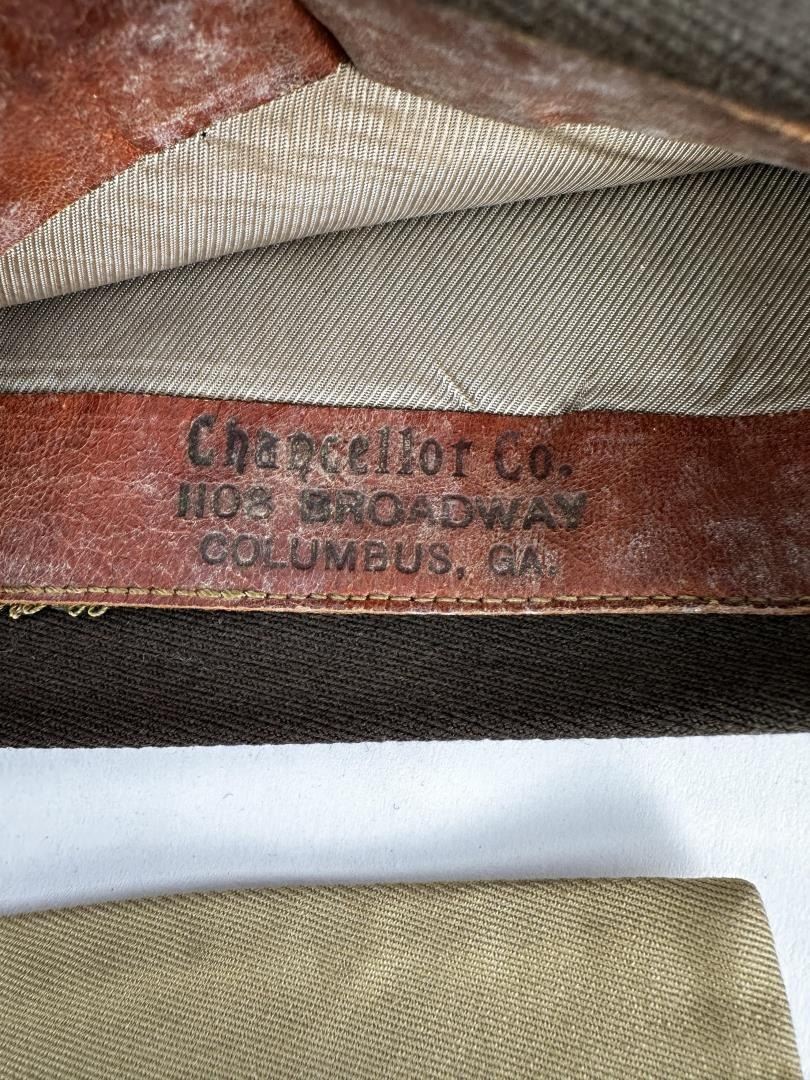 Chancellor Co.
1108 BROADWAY
COLUMBUS, GA.